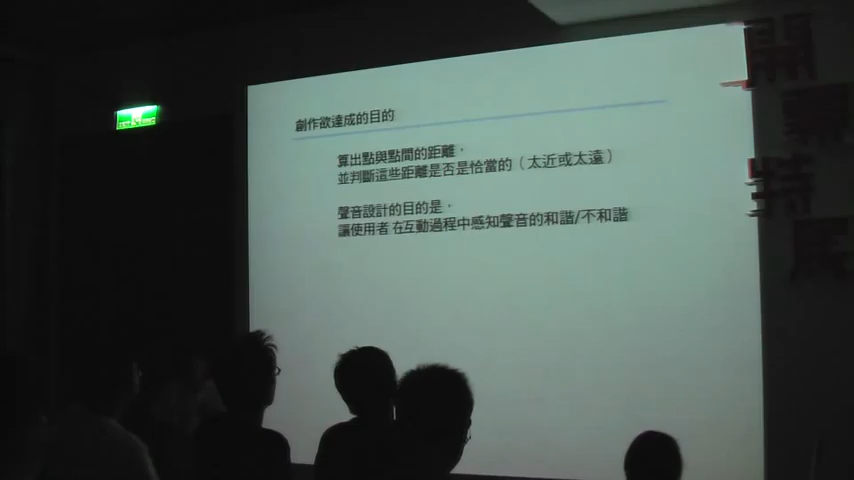 創作欲達成的目的
算出點與點間的距離，
並判斷這些距離是否是恰當的（太近或太遠）
聲音設計的目的是，
讓使用者 在互動過程中感知聲音的和諧/不和諧